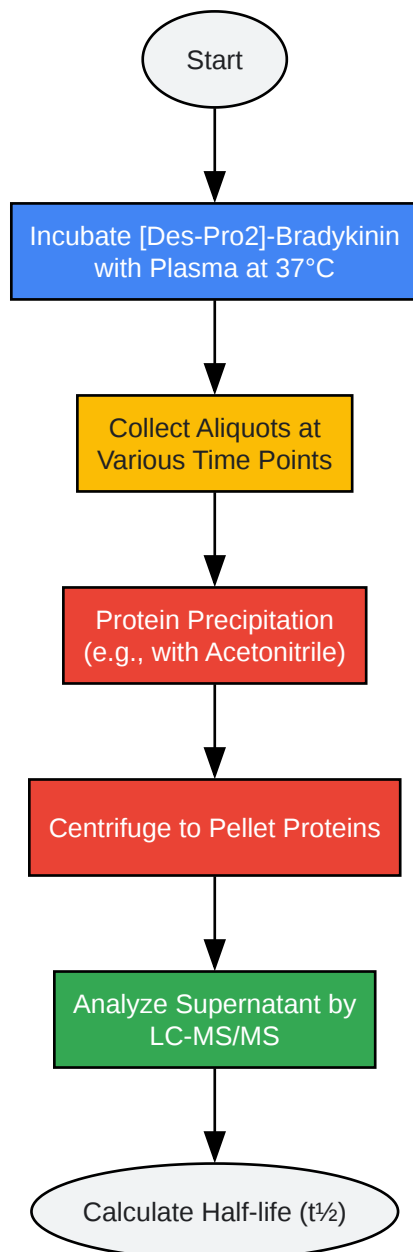 Start
Incubate [Des-Pro2]-Bradykinin
with Plasma at 37°C
Collect Aliquots at
Various Time Points
Protein Precipitation
(e.g., with Acetonitrile)
Centrifuge to Pellet Proteins
Analyze Supernatant by
LC-MS/MS
Calculate Half-life (t½)